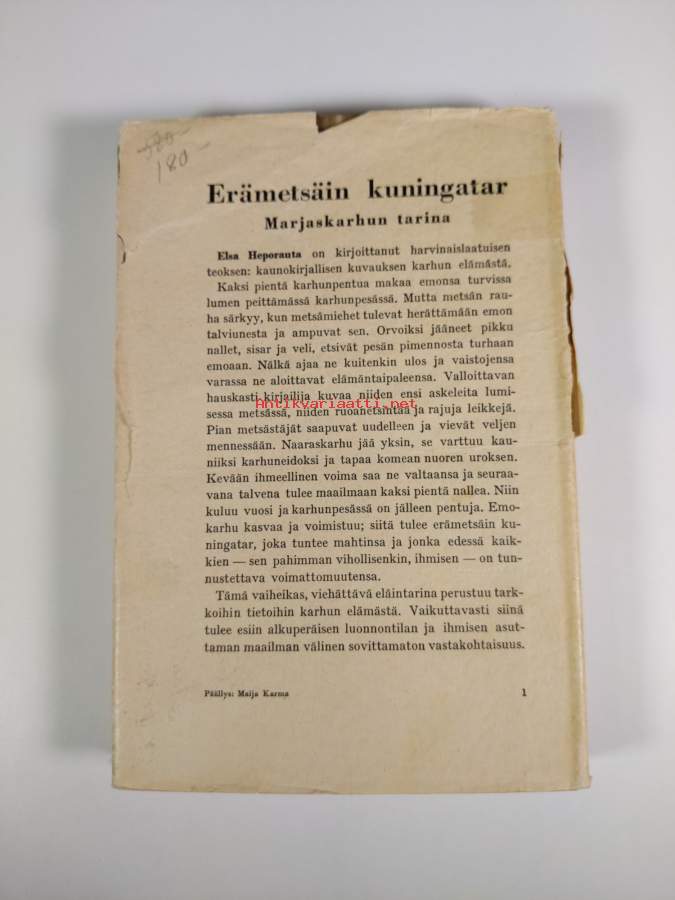 380-
180-
Erämetsäin kuningatar
Marjaskarhun tarina
Elsa Heporauta on kirjoittanut harvinaislaatuisen
teoksen: kaunokirjallisen kuvauksen karhun elämästä.
Kaksi pientä karhunpentua makaa emonsa turvissa
lumen peittämässä karhunpesässä. Mutta metsän rau-
ha särkyy, kun metsämiehet tulevat herättämään emon
talviunesta ja ampuvat sen. Orvoiksi jääneet pikku
nallet, sisar ja veli, etsivät pesän pimennosta turhaan
emoaan. Nälkä ajaa ne kuitenkin ulos ja vaistojensa
varassa ne aloittavat elämäntaipaleensa. Valloittavan
hauskasti kirjailija kuvaa niiden ensi askeleita lumi-
Antikvariaatti.net
sessa metsässä, niiden ruoanetsintää ja rajuja leikkejä.
Pian metsästäjät saapuvat uudelleen ja vievät veljen
mennessään. Naaraskarhu jää yksin, se varttuu kau-
niiksi karhuneidoksi ja tapaa komean nuoren uroksen.
Kevään ihmeellinen voima saa ne valtaansa ja seuraa-
vana talvena tulee maailmaan kaksi pientä nallea. Niin
kuluu vuosi ja karhunpesässä on jälleen pentuja. Emo-
karhu kasvaa ja voimistuu; siitä tulee erämetsäin ku-
ningatar, joka tuntee mahtinsa ja jonka edessä kaik-
kien — sen pahimman vihollisenkin, ihmisen — on tun-
nustettava voimattomuutensa.
Tämä vaiheikas, viehättävä eläintarina perustuu tark-
koihin tietoihin karhun elämästä. Vaikuttavasti siinä
tulee esiin alkuperäisen luonnontilan ja ihmisen asut-
taman maailman välinen sovittamaton vastakohtaisuus.
Päällys: Maija Karma
1